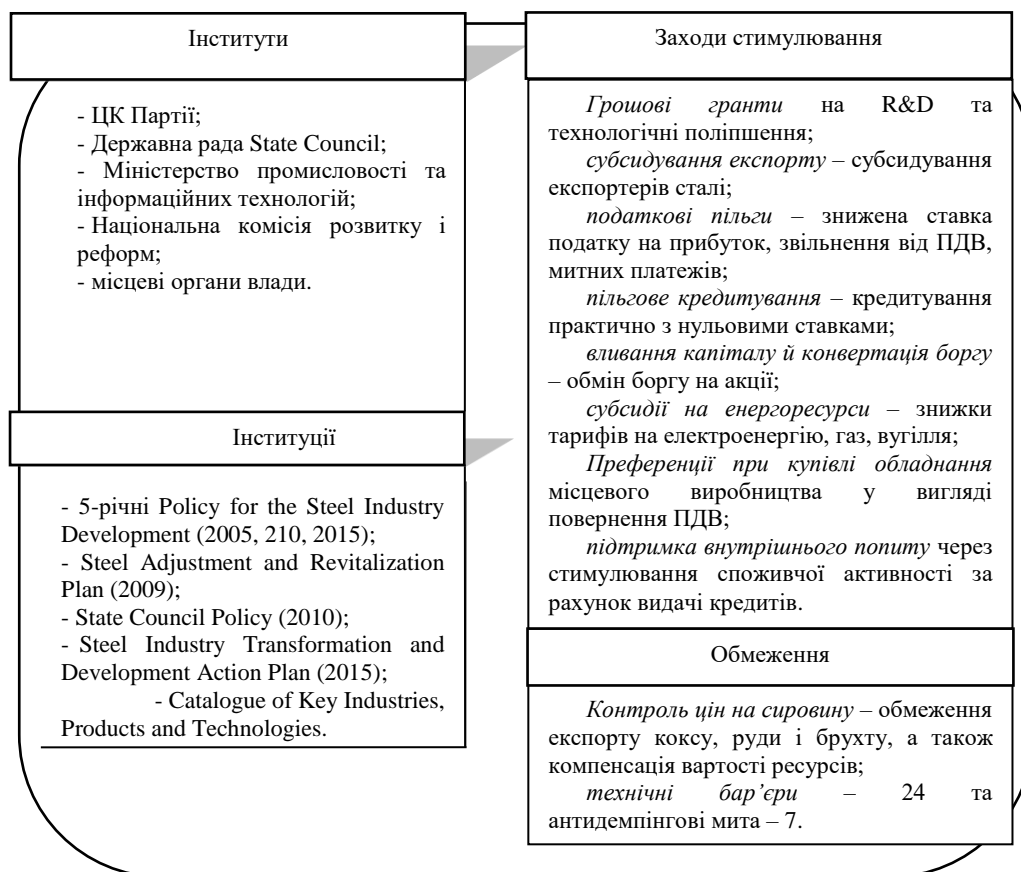 Інститути
- ЦК Партії;
- Державна рада State Council;
- Міністерство промисловості та
інформаційних технологій;
- Національна комісія розвитку і
реформ;
- місцеві органи влади.
Інституції
- 5-річні Policy for the Steel Industry
Development (2005, 210, 2015);
- Steel Adjustment and Revitalization
Plan (2009);
- State Council Policy (2010);
- Steel Industry Transformation and
Development Action Plan (2015);
- Catalogue of Key Industries,
Products and Technologies.
Заходи стимулювання
Грошові гранти на R&D та
технологічні поліпшення;
субсидування експорту – субсидування
експортерів сталі;
податкові пільги – знижена ставка
податку на прибуток, звільнення від ПДВ,
митних платежів;
пільгове кредитування – кредитування
практично з нульовими ставками;
вливання капіталу й конвертація боргу
– обмін боргу на акції;
субсидії на енергоресурси – знижки
тарифів на електроенергію, газ, вугілля;
Преференції при купівлі обладнання
місцевого виробництва у вигляді
повернення ПДВ;
підтримка внутрішнього попиту через
стимулювання споживчої активності за
рахунок видачі кредитів.
Обмеження
Контроль цін на сировину – обмеження
експорту коксу, руди і брухту, а також
компенсація вартості ресурсів;
технічні бар’єри – 24 та
антидемпінгові мита – 7.